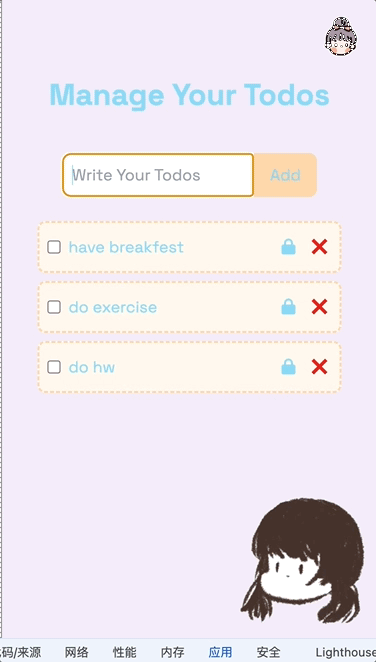 Manage Your Todos
Write Your Todos
Add
have breakfest
do exercise
do hw
代码/来源 网络 性能 内存 应用 安全 Lighthouse